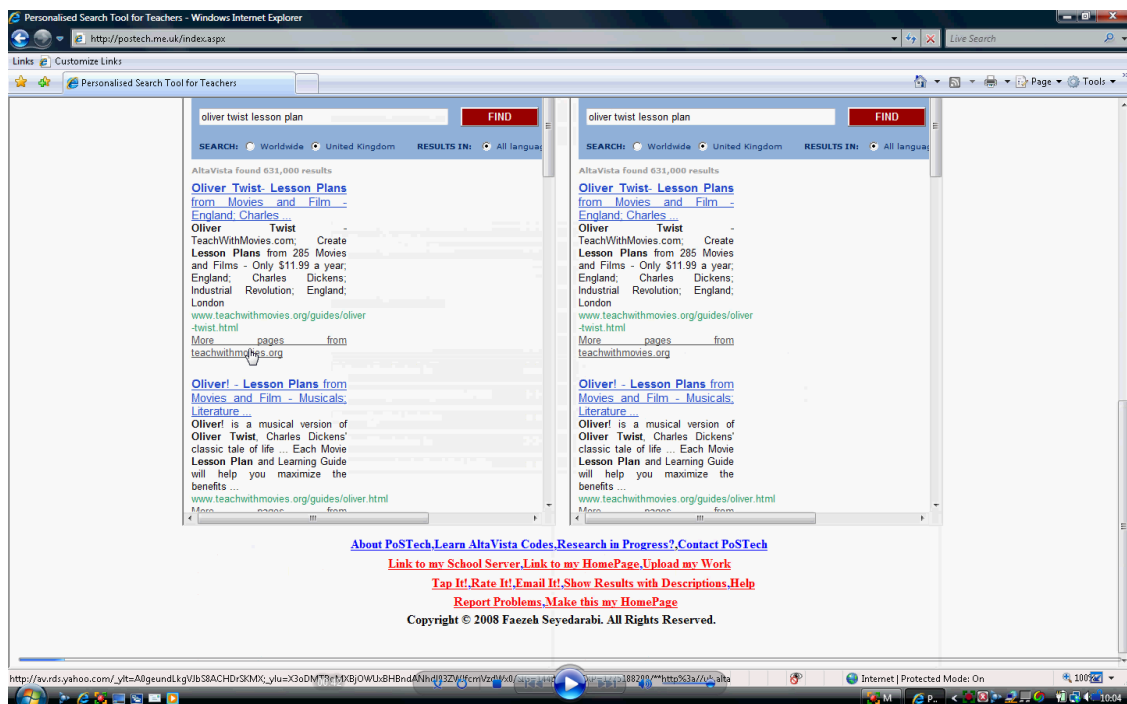 Personalised Search Tool for Teachers - Windows Internet Explorer
http://postech.me.uk/index.aspx
Live Search
Links Customize Links
Personalised Search Tool for Teachers
Page Tools
oliver twist lesson plan FIND
SEARCH: Worldwide United Kingdom RESULTS IN: All languag
AltaVista found 631,000 results
Oliver Twist- Lesson Plans
from Movies and Film -
England; Charles ...
Oliver Twist -
TeachWithMovies.com; Create
Lesson Plans from 285 Movies
and Films - Only $11.99 a year;
England; Charles Dickens;
Industrial Revolution; England;
London
www.teachwithmovies.org/guides/oliver
-twist.html
More pages from
teachwithmovies.org
Oliver! - Lesson Plans from
Movies and Film - Musicals;
Literature ...
Oliver! is a musical version of
Oliver Twist, Charles Dickens'
classic tale of life ... Each Movie
Lesson Plan and Learning Guide
will help you maximize the
benefits ...
www.teachwithmovies.org/guides/oliver.html
More pages from
oliver twist lesson plan FIND
SEARCH: Worldwide United Kingdom RESULTS IN: All languag
AltaVista found 631,000 results
Oliver Twist- Lesson Plans
from Movies and Film -
England; Charles ...
Oliver Twist -
TeachWithMovies.com; Create
Lesson Plans from 285 Movies
and Films - Only $11.99 a year;
England; Charles Dickens;
Industrial Revolution; England;
London
www.teachwithmovies.org/guides/oliver
-twist.html
More pages from
teachwithmovies.org
Oliver! - Lesson Plans from
Movies and Film - Musicals;
Literature ...
Oliver! is a musical version of
Oliver Twist, Charles Dickens'
classic tale of life ... Each Movie
Lesson Plan and Learning Guide
will help you maximize the
benefits ...
www.teachwithmovies.org/guides/oliver.html
More pages from
About PoSTech,Learn AltaVista Codes,Research in Progress?,Contact PoSTech
Link to my School Server,Link to my HomePage,Upload my Work
Tap It!,Rate It!,Email It!,Show Results with Descriptions,Help
Report Problems,Make this my HomePage
Copyright © 2008 Faezeh Seyedarabi. All Rights Reserved.
Internet | Protected Mode: On
100%
M P.. 10:04